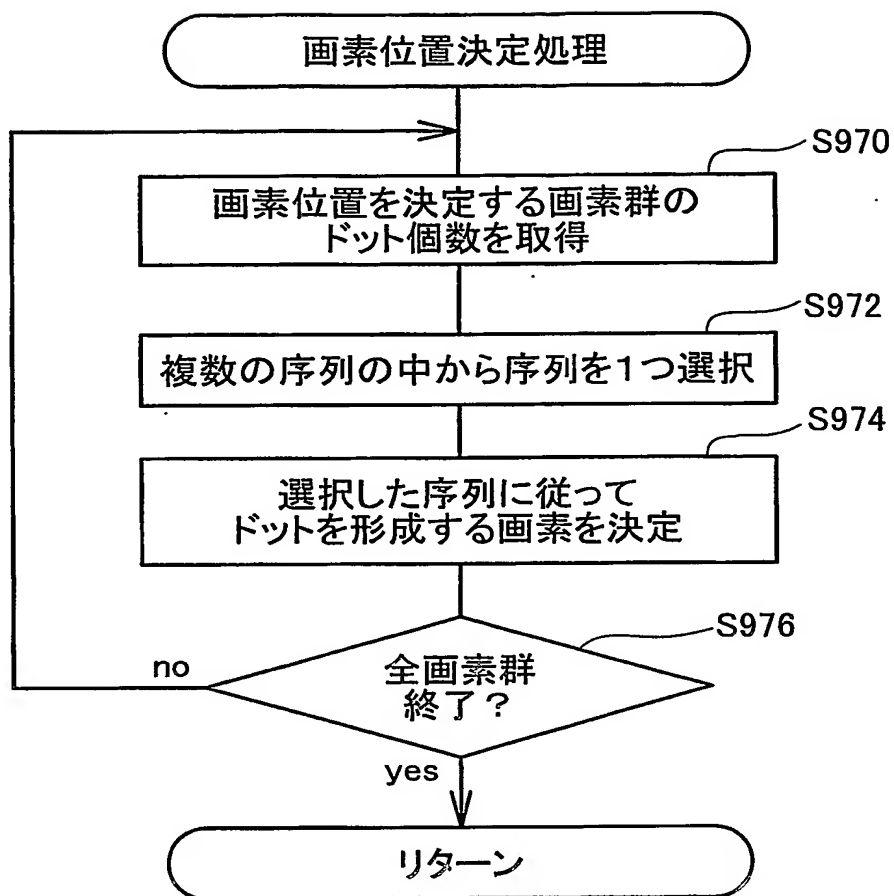 画素位置決定処理
S970
画素位置を決定する画素群の
ドット個数を取得
S972
複数の序列の中から序列を1つ選択
S974
選択した序列に従って
ドットを形成する画素を決定
S976
no
全画素群
終了?
yes
リターン